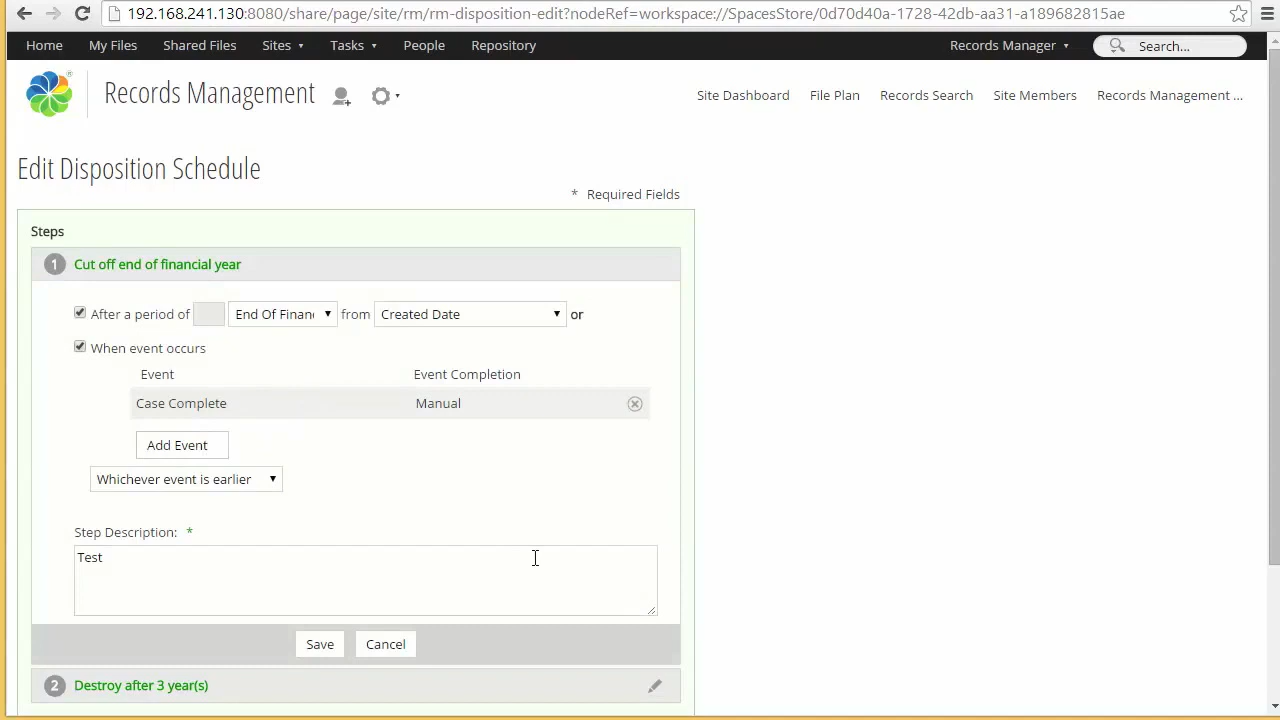 192.168.241.130:8080/share/page/site/rm/rm-disposition-edit?nodeRef=workspace://SpacesStore/0d70d40a-1728-42db-aa31-a189682815ae
Home My Files Shared Files Sites Tasks People Repository Records Manager Search...
Records Management Site Dashboard File Plan Records Search Site Members Records Management ...
Edit Disposition Schedule
* Required Fields
Steps
1 Cut off end of financial year
After a period of End Of Finan from Created Date or
When event occurs
Event Event Completion
Case Complete Manual
Add Event
Whichever event is earlier
Step Description: *
Test
Save Cancel
2 Destroy after 3 year(s)